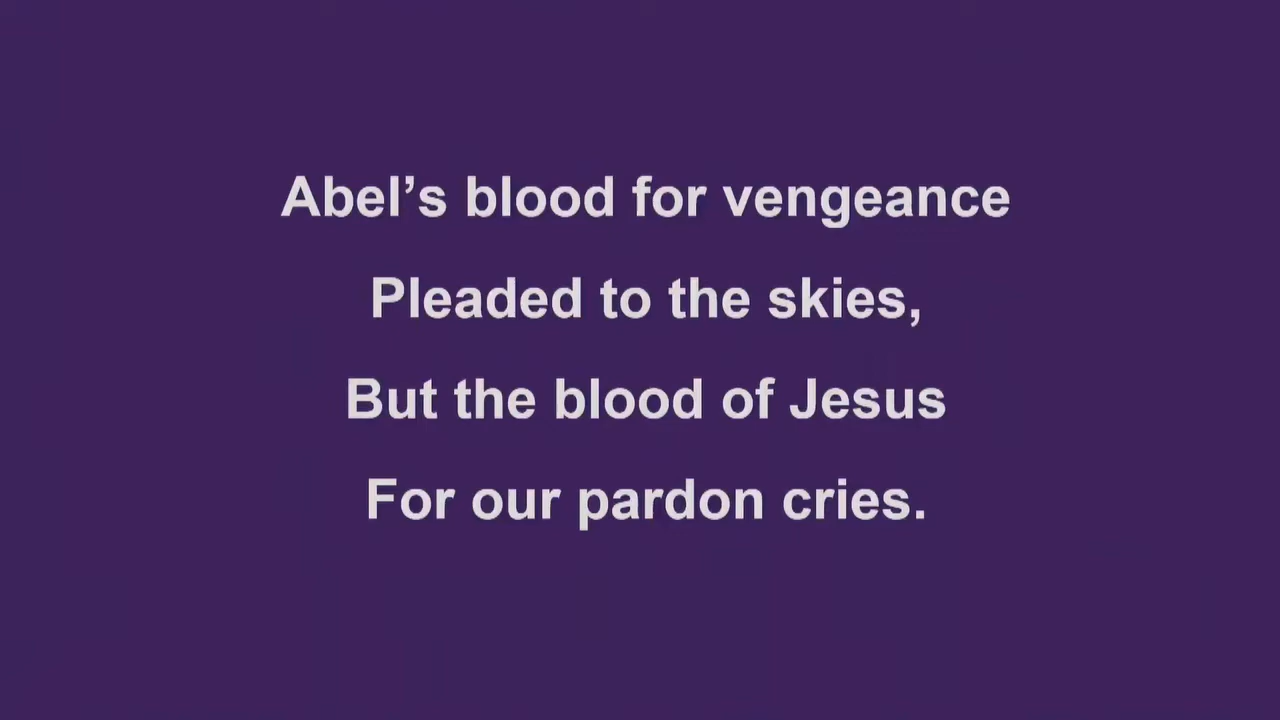 Abel’s blood for vengeance
Pleaded to the skies,
But the blood of Jesus
For our pardon cries.